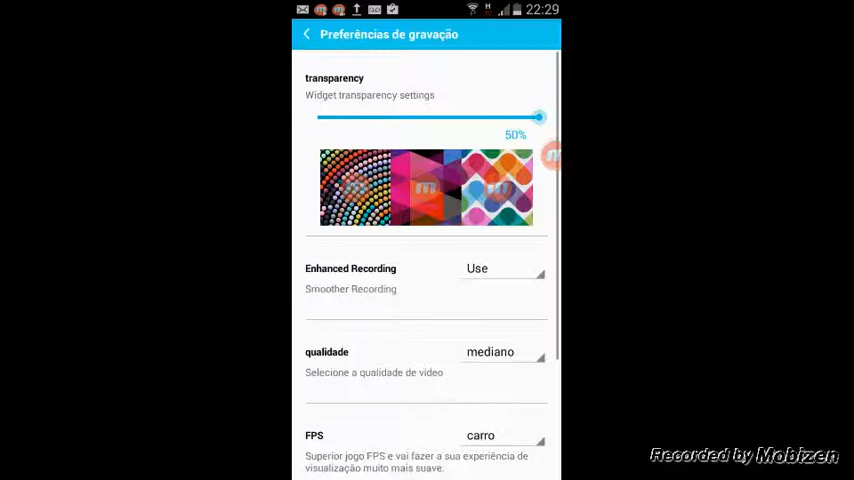 22:29
Preferências de gravação
transparency
Widget transparency settings
50%
Enhanced Recording
Use
Smoother Recording
qualidade
mediano
Selecione a qualidade de vídeo
FPS
carro
Superior jogo FPS e vai fazer a sua experiência de
visualização muito mais suave.
Recorded by Mobizen